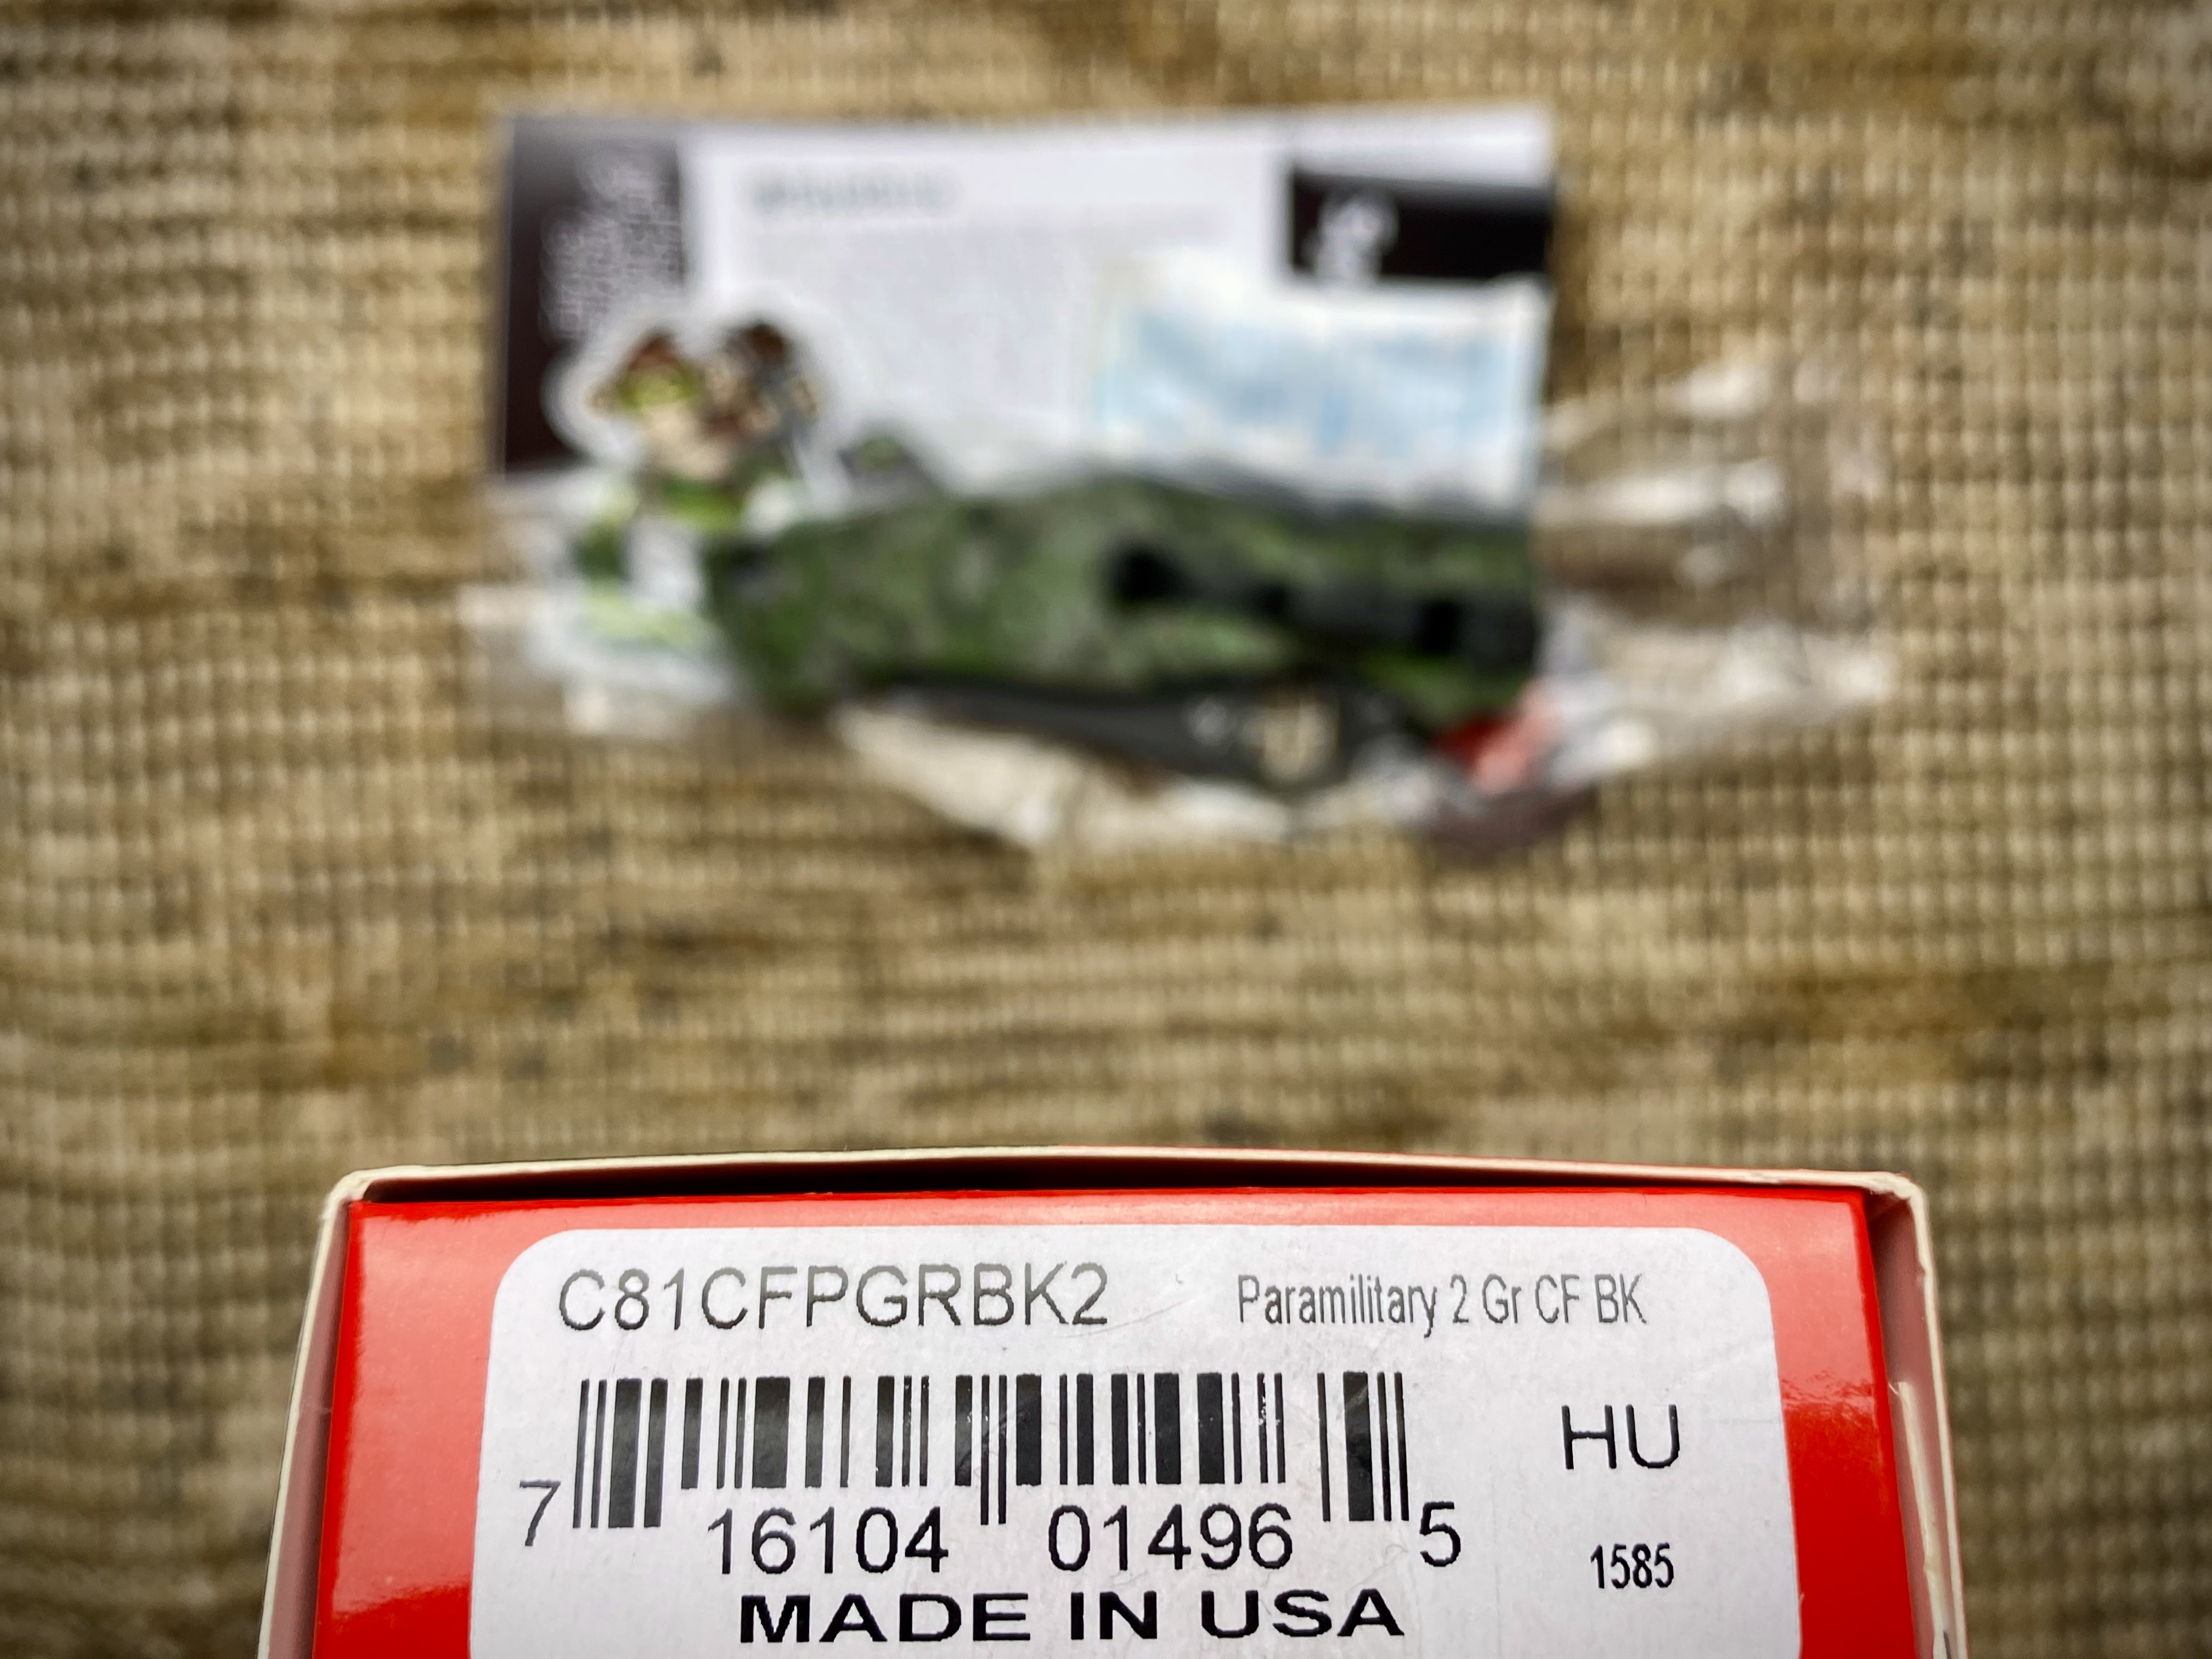 C81CFPGRBK2 Paramilitary 2 Gr CF BK
HU
7 16104 01496 5
1585
MADE IN USA